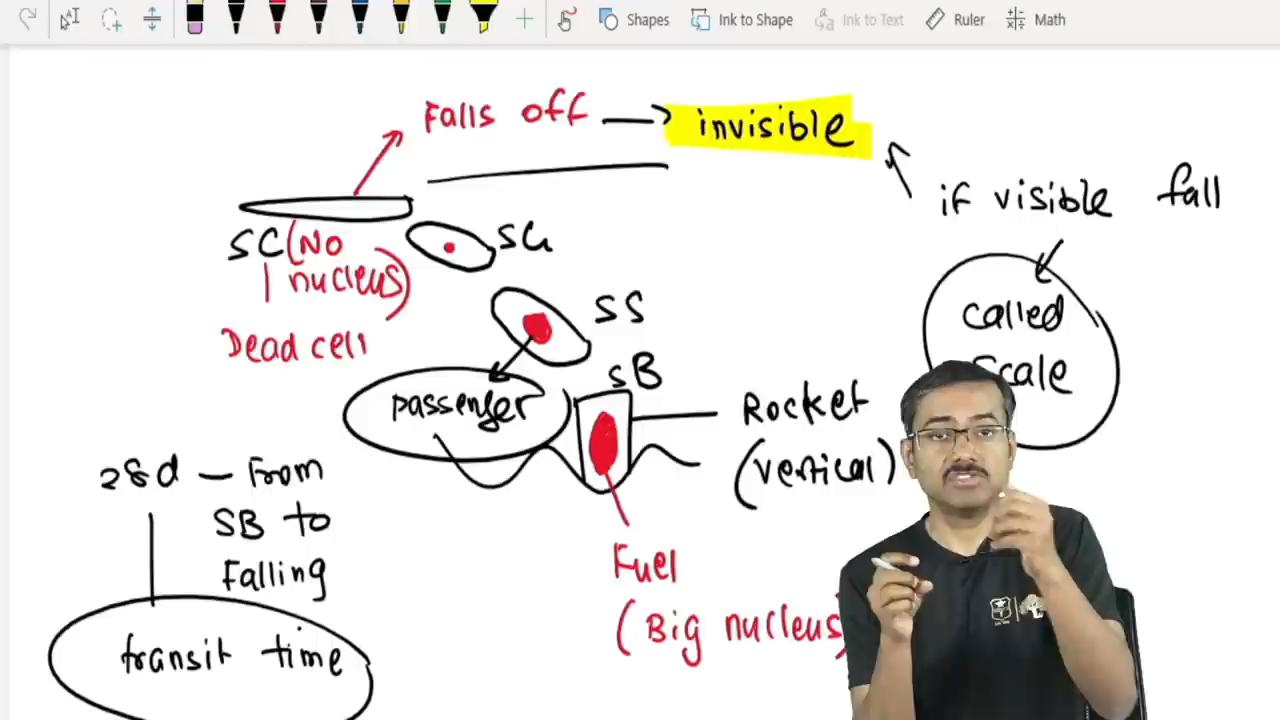 Shapes Ink to Shape Ink to Text Ruler Math
Falls off → invisible
if visible fall
called
Scale
SC (No
nucleus)
Dead cell
SG
SS
SB
passenger
Rocket
(vertical)
Fuel
(Big nucleus)
28d – From
SB to
Falling
transit time